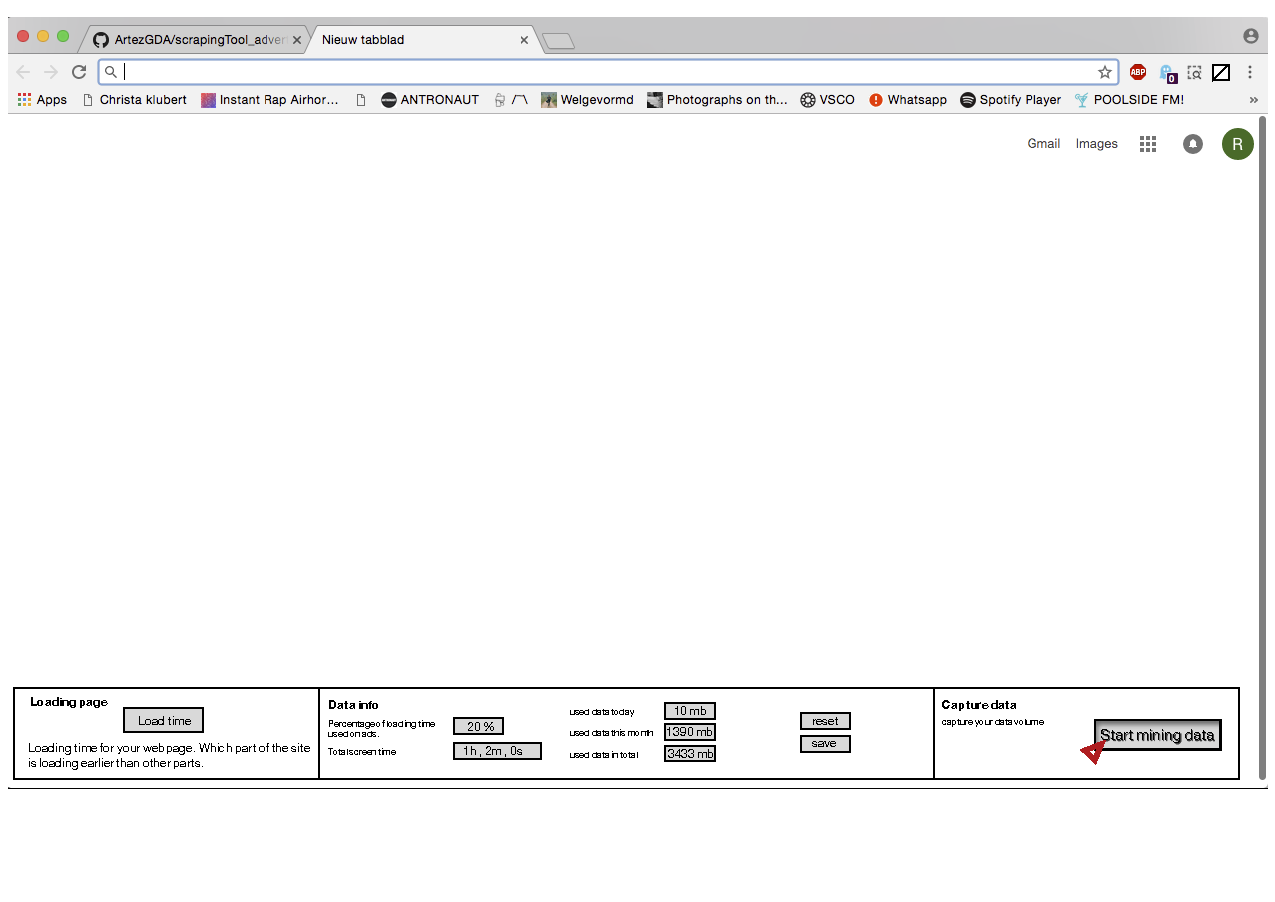 ArtezGDA/scrapingTool_adver
Nieuw tabblad
ABP
0
Apps
Christa klubert
Instant Rap Airhor...
ANTRONAUT
Welgevormd
Photographs on th...
VSCO
Whatsapp
Spotify Player
POOLSIDE FM!
»
Gmail
Images
R
Loading page
Load time
Loading time for your web page. Which part of the site
is loading earlier than other parts.
Data info
Percentage of loading time
used on ads.
20 %
Total screen time
1h , 2m , 0s
used data today
10 mb
used data this month
1390 mb
used data in total
3433 mb
reset
save
Capture data
capture your data volume
Start mining data